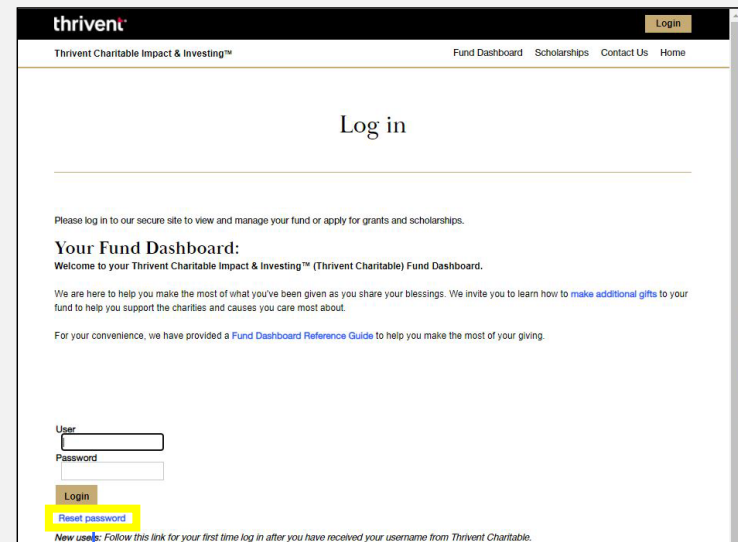 thrivent
Login
Thrivent Charitable Impact & Investing™
Fund Dashboard Scholarships Contact Us Home
Log in
Please log in to our secure site to view and manage your fund or apply for grants and scholarships.
Your Fund Dashboard:
Welcome to your Thrivent Charitable Impact & Investing™ (Thrivent Charitable) Fund Dashboard.
We are here to help you make the most of what you've been given as you share your blessings. We invite you to learn how to make additional gifts to your
fund to help you support the charities and causes you care most about.
For your convenience, we have provided a Fund Dashboard Reference Guide to help you make the most of your giving.
User
Password
Login
Reset password
New users: Follow this link for your first time log in after you have received your username from Thrivent Charitable.